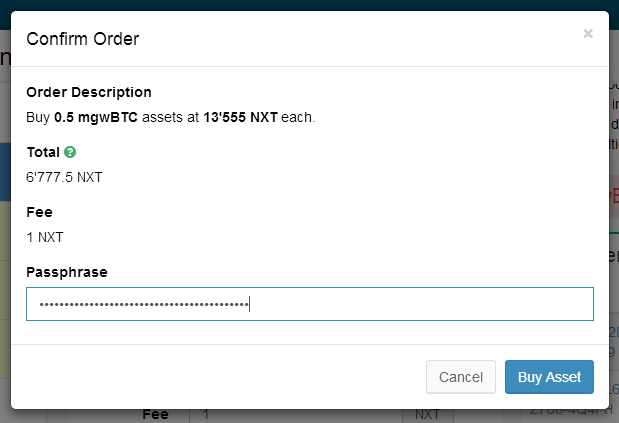 Confirm Order ×
Order Description
Buy 0.5 mgwBTC assets at 13'555 NXT each.
Total ?
6'777.5 NXT
Fee
1 NXT
Passphrase
Cancel Buy Asset
Fee 1 NXT